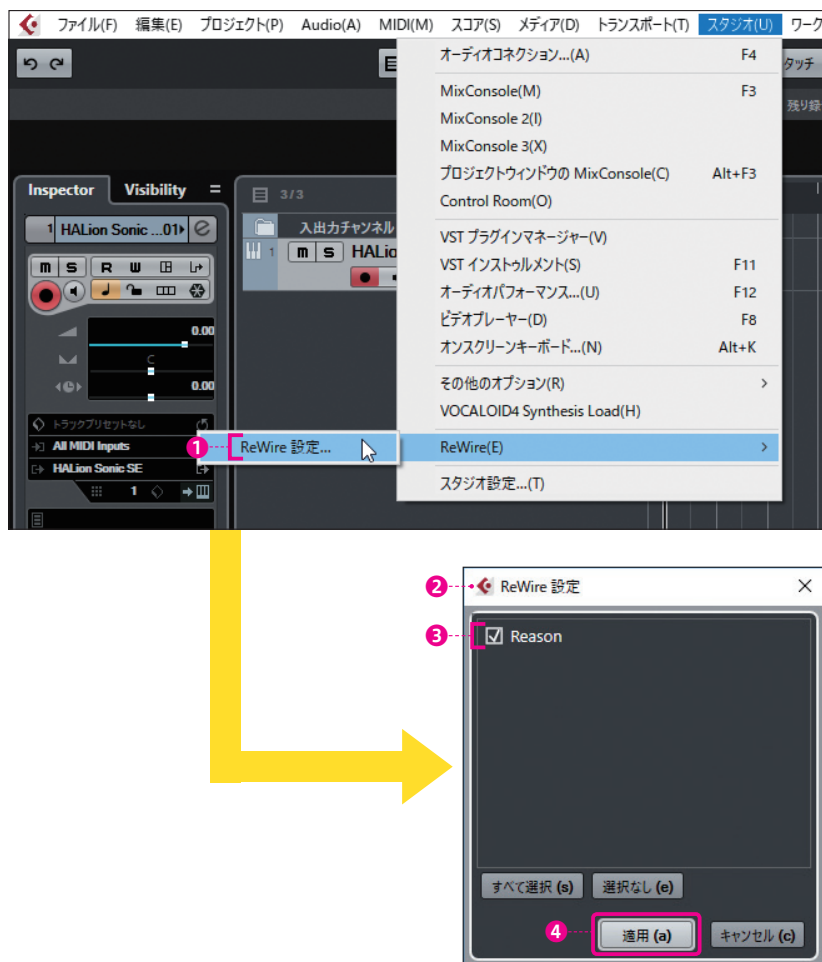 ファイル(F) 編集(E) プロジェクト(P) Audio(A) MIDI(M) スコア(S) メディア(D) トランスポート(T) スタジオ(U) ワーク
オーディオコネクション...(A) F4
タッチ
MixConsole(M) F3
残り録
MixConsole 2(I)
MixConsole 3(X)
プロジェクトウィンドウの MixConsole(C) Alt+F3
Control Room(O)
VST プラグインマネージャー(V)
VST インストゥルメント(S) F11
オーディオパフォーマンス...(U) F12
ビデオプレーヤー(D) F8
オンスクリーンキーボード...(N) Alt+K
その他のオプション(R)
VOCALOID4 Synthesis Load(H)
ReWire(E)
スタジオ設定...(T)
Inspector Visibility
3/3
1 HALion Sonic ...01
入出力チャンネル
1 m S HALio
m S R W
0.00
C
0.00
トラックプリセットなし
All MIDI Inputs
1 ReWire 設定...
HALion Sonic SE
1
2 ReWire 設定
3 Reason
すべて選択 (s) 選択なし (e)
4 適用 (a) キャンセル (c)